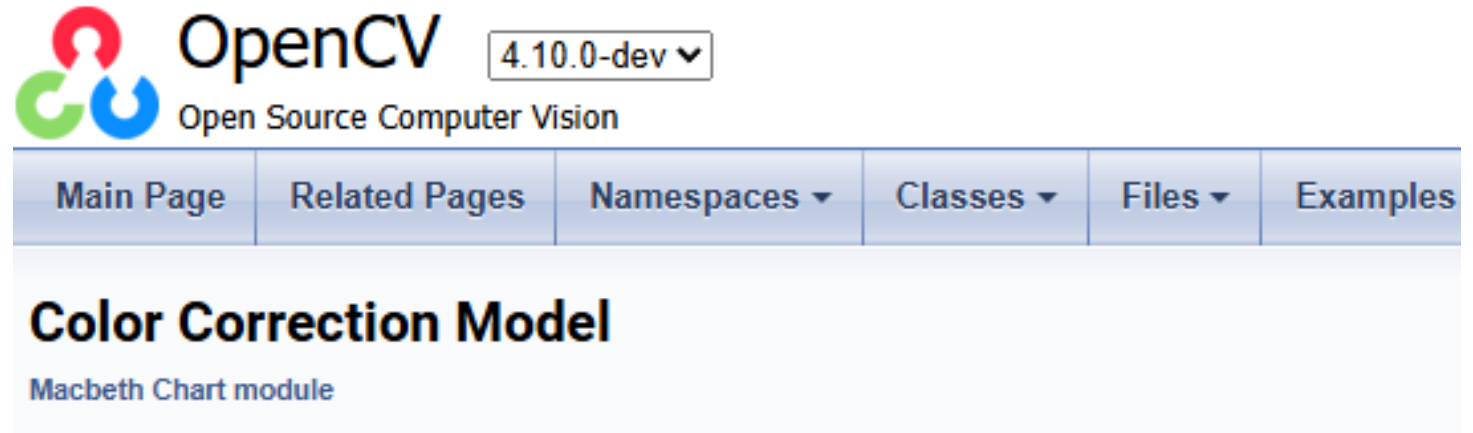 OpenCV 4.10.0-dev
Open Source Computer Vision
Main Page Related Pages Namespaces Classes Files Examples
Color Correction Model
Macbeth Chart module